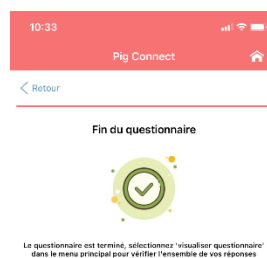 10:33
Pig Connect
Retour
Fin du questionnaire
Le questionnaire est terminé, sélectionnez 'visualiser questionnaire'
dans le menu principal pour vérifier l'ensemble de vos réponses